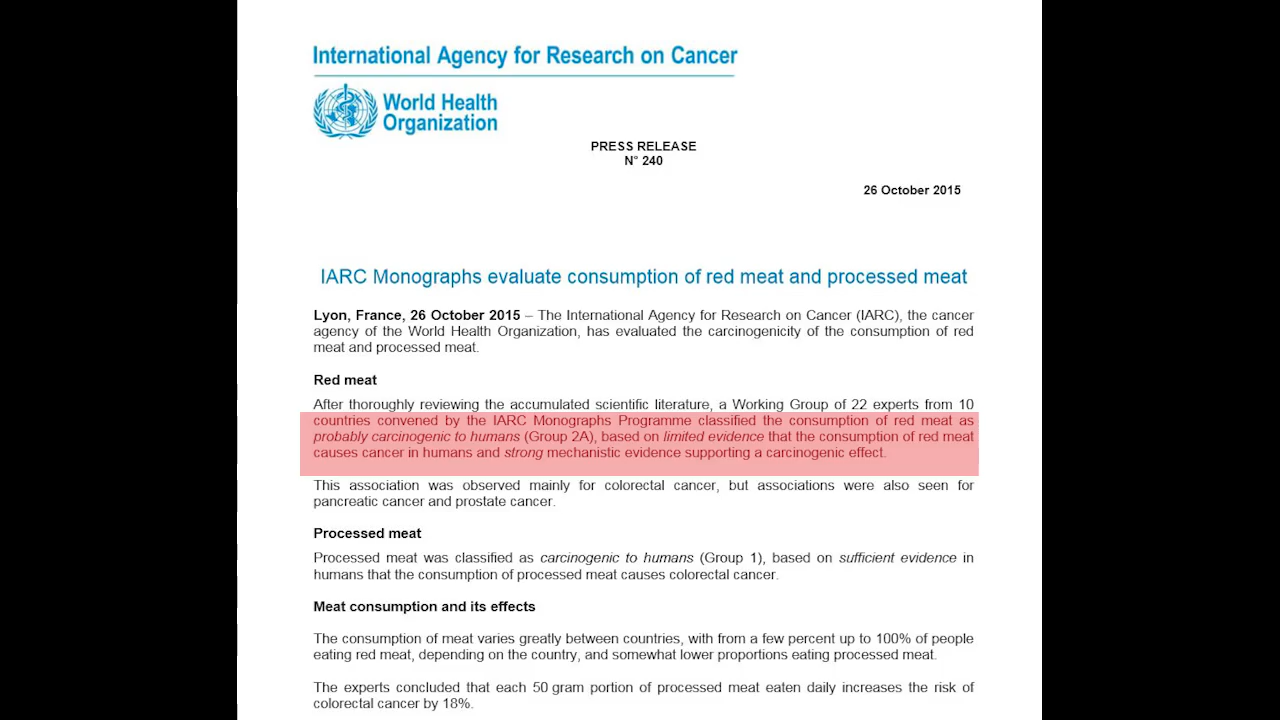 International Agency for Research on Cancer
World Health
Organization
PRESS RELEASE
N° 240
26 October 2015
IARC Monographs evaluate consumption of red meat and processed meat
Lyon, France, 26 October 2015 – The International Agency for Research on Cancer (IARC), the cancer
agency of the World Health Organization, has evaluated the carcinogenicity of the consumption of red
meat and processed meat.
Red meat
After thoroughly reviewing the accumulated scientific literature, a Working Group of 22 experts from 10
countries convened by the IARC Monographs Programme classified the consumption of red meat as
probably carcinogenic to humans (Group 2A), based on limited evidence that the consumption of red meat
causes cancer in humans and strong mechanistic evidence supporting a carcinogenic effect.
This association was observed mainly for colorectal cancer, but associations were also seen for
pancreatic cancer and prostate cancer.
Processed meat
Processed meat was classified as carcinogenic to humans (Group 1), based on sufficient evidence in
humans that the consumption of processed meat causes colorectal cancer.
Meat consumption and its effects
The consumption of meat varies greatly between countries, with from a few percent up to 100% of people
eating red meat, depending on the country, and somewhat lower proportions eating processed meat.
The experts concluded that each 50 gram portion of processed meat eaten daily increases the risk of
colorectal cancer by 18%.